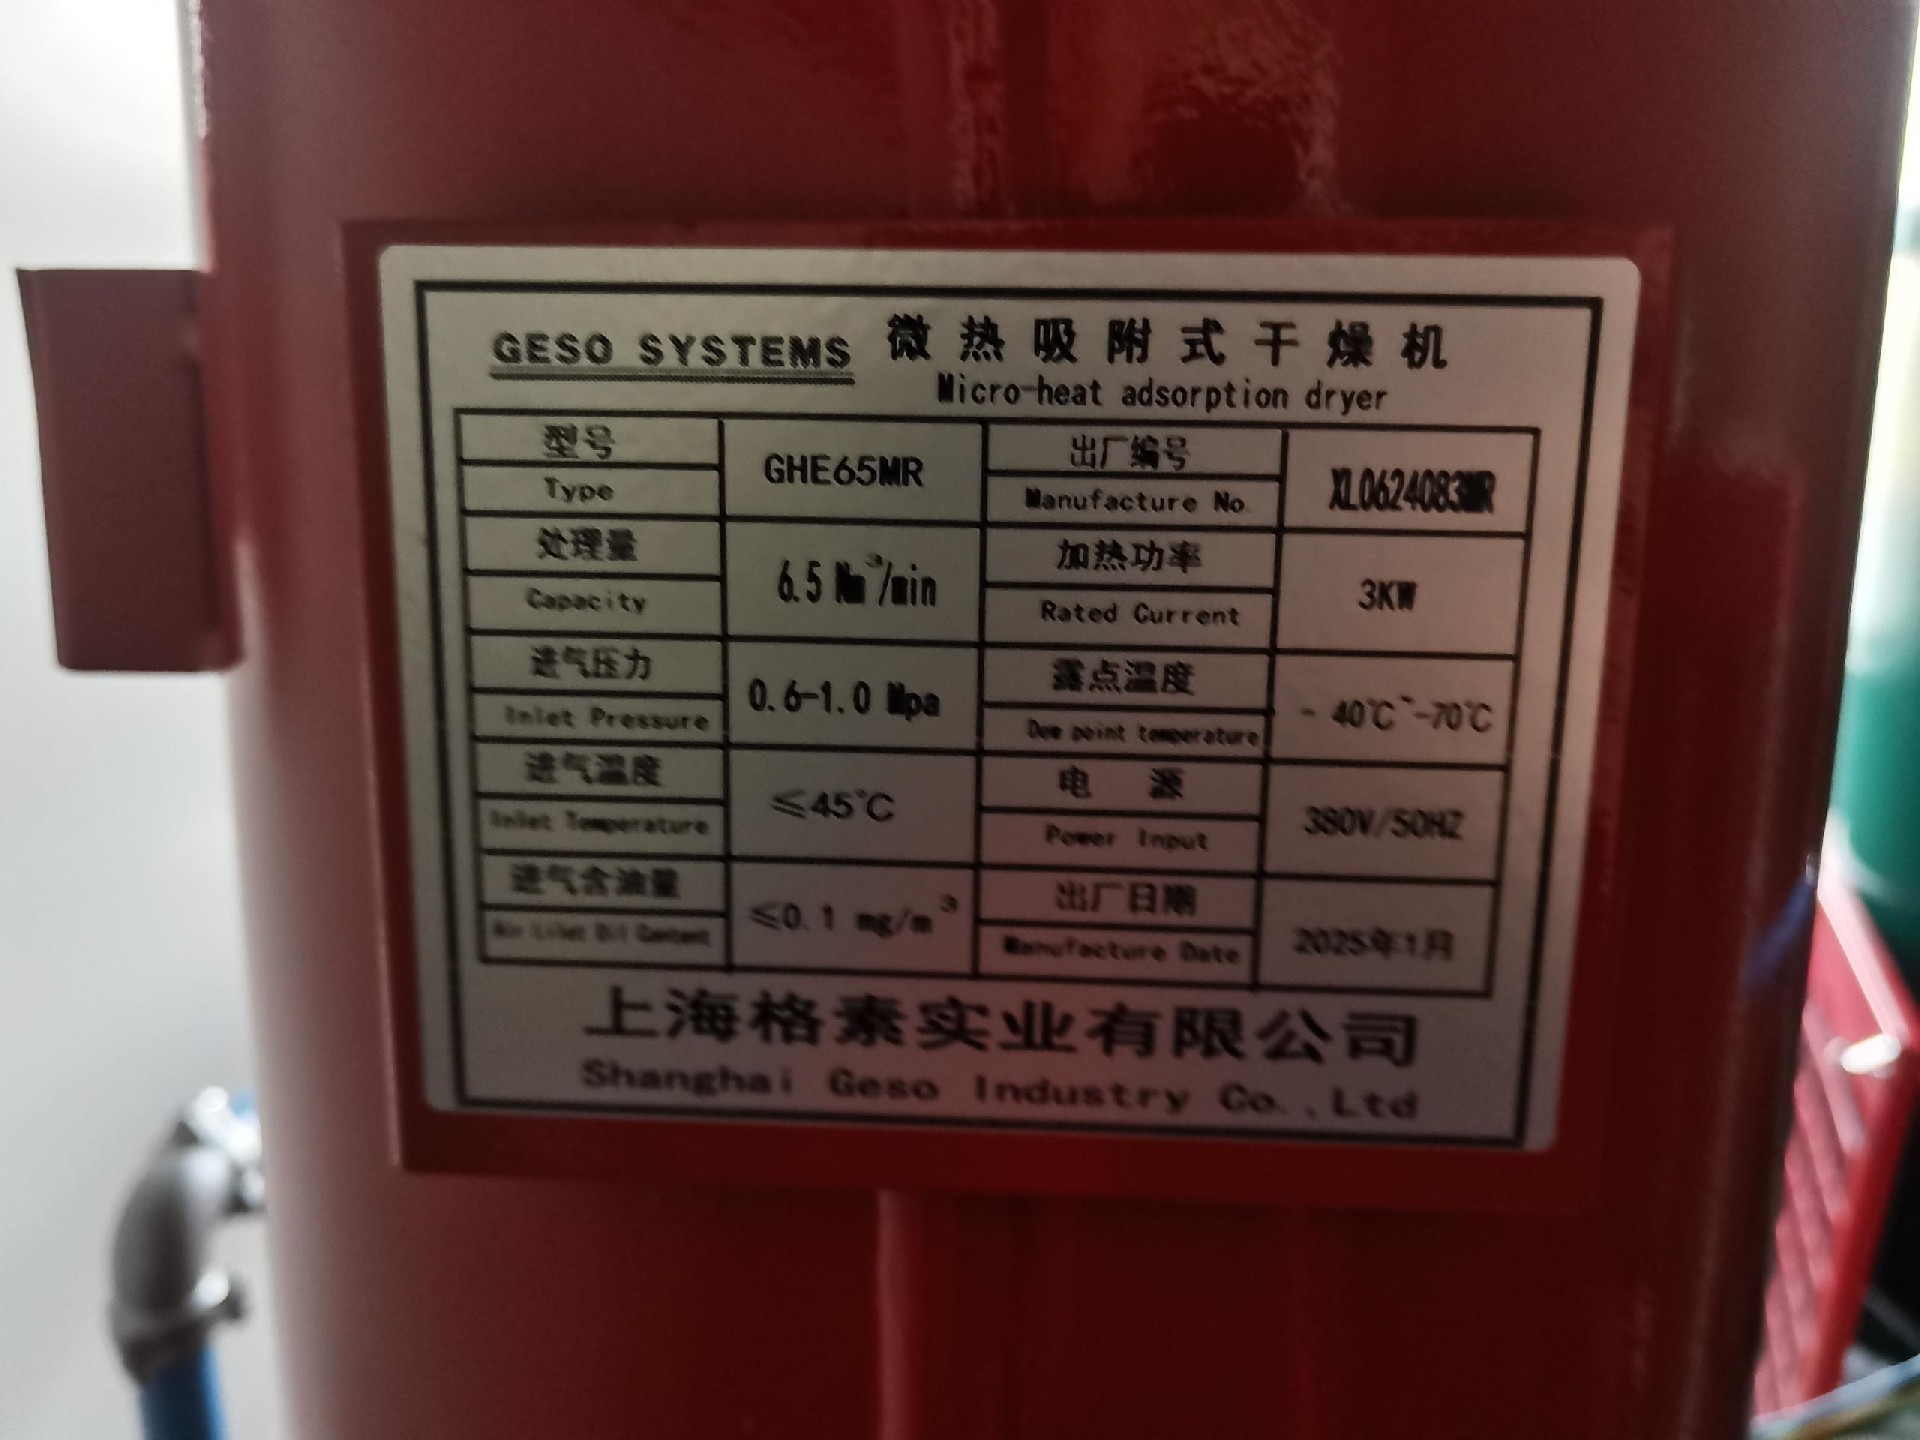 GESO SYSTEMS 微热吸附式干燥机
Micro-heat adsorption dryer
型号 GHE65MR 出厂编号 XL0624083MR
Type Manufacture No.
处理量 6.5 Nm³/min 加热功率 3KW
Capacity Rated Current
进气压力 0.6-1.0 Mpa 露点温度 - 40℃~-70℃
Inlet Pressure Dew point temperature
进气温度 ≤45℃ 电 源 380V/50HZ
Inlet Temperature Power Input
进气含油量 ≤0.1 mg/m³ 出厂日期 2025年1月
Air Lilet Oil Content Manufacture Date
上海格素实业有限公司
Shanghai Geso Industry Co.,Ltd